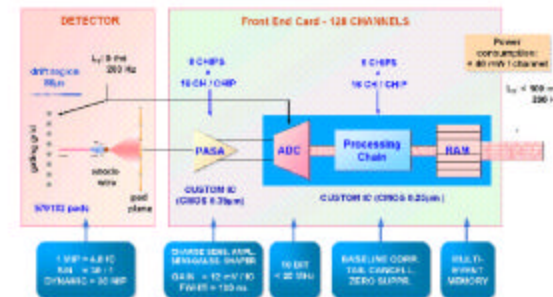 DETECTOR
Front End Card - 128 CHANNELS
drift region
gating grid
anode
wire
pad
plane
pads
8 CHIPS
x
16 CH / CHIP
8 CHIPS
x
16 CH / CHIP
Power
consumption:
< 40 mW / channel
PASA
ADC
Processing
Chain
RAM
CUSTOM IC
(CMOS 0.35µm)
CUSTOM IC (CMOS 0.25µm)
1 MIP = 4.8 fC
S/N = 30 : 1
DYNAMIC = 30 MIP
CHARGE SENS. AMPL.
SEMI-GAUSS. SHAPER
GAIN = 12 mV / fC
FWHM = 190 ns
10 BIT
BASELINE CORR.
TAIL CANCELL.
ZERO SUPPR.
MULTI-
EVENT
MEMORY